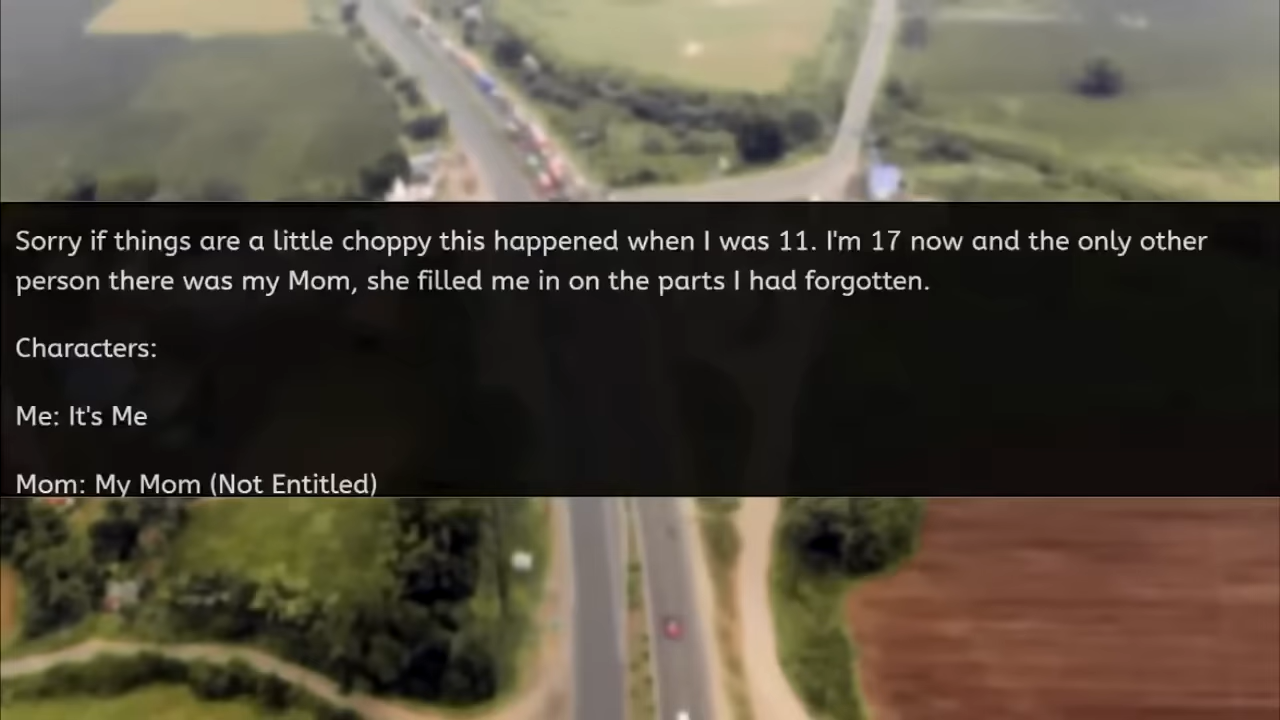 Sorry if things are a little choppy this happened when I was 11. I'm 17 now and the only other
person there was my Mom, she filled me in on the parts I had forgotten.
Characters:
Me: It's Me
Mom: My Mom (Not Entitled)